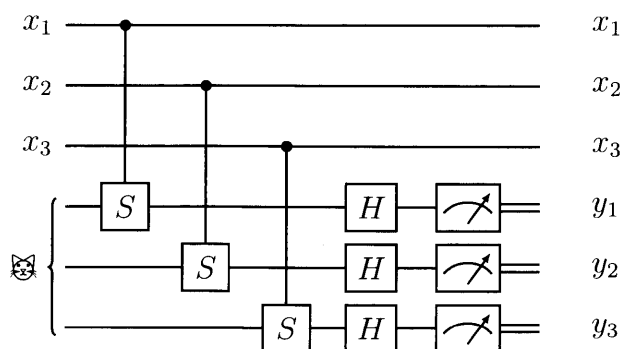 x₁ x₁
x₂ x₂
x₃ x₃
S H y₁
S H y₂
S H y₃